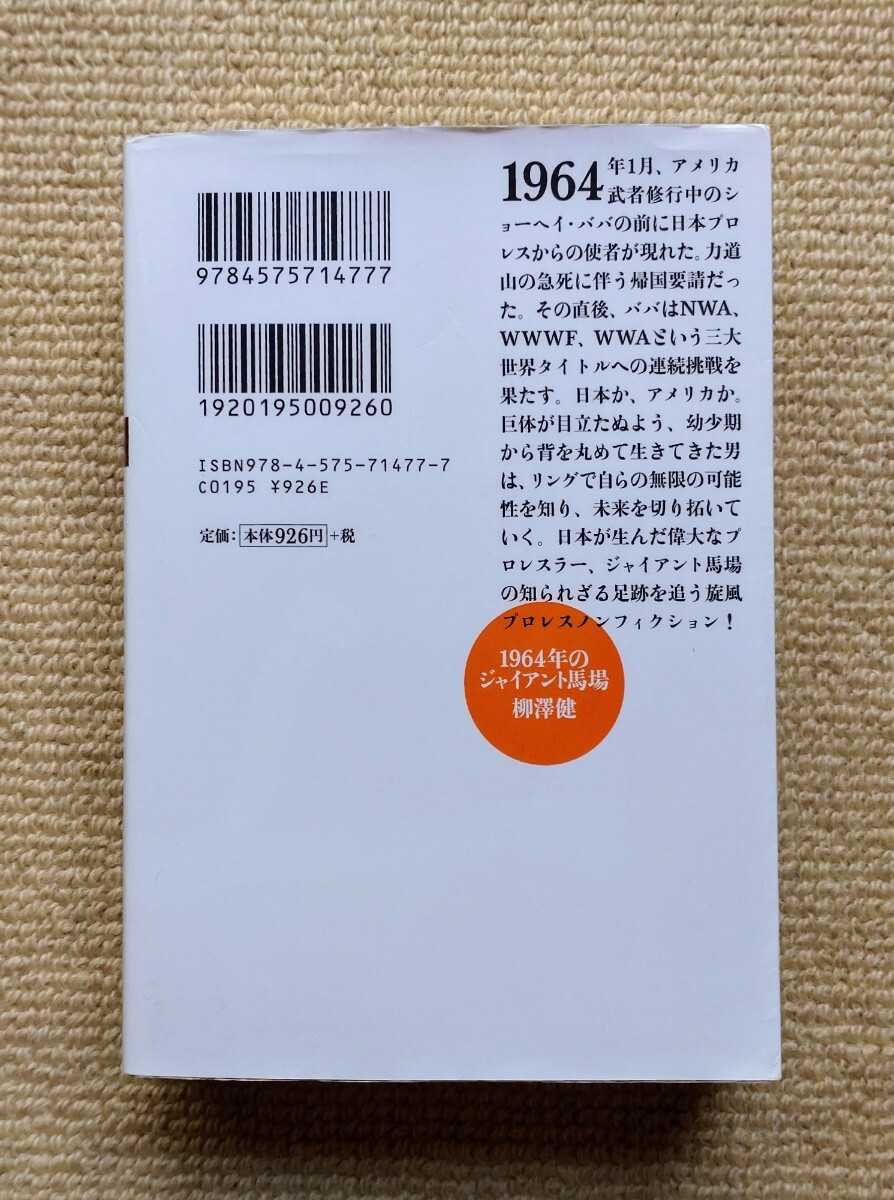 9784575714777
1920195009260
ISBN978-4-575-71477-7
C0195 ¥926E
定価：本体926円+税
1964年1月、アメリカ
武者修行中のシ
ョーヘイ・ババの前に日本プロ
レスからの使者が現れた。力道
山の急死に伴う帰国要請だっ
た。その直後、ババはNWA、
WWWF、WWAという三大
世界タイトルへの連続挑戦を
果たす。日本か、アメリカか。
巨体が目立たぬよう、幼少期
から背を丸めて生きてきた男
は、リングで自らの無限の可能
性を知り、未来を切り拓いて
いく。日本が生んだ偉大なプ
ロレスラー、ジャイアント馬場
の知られざる足跡を追う旋風
プロレスノンフィクション！
1964年の
ジャイアント馬場
柳澤健